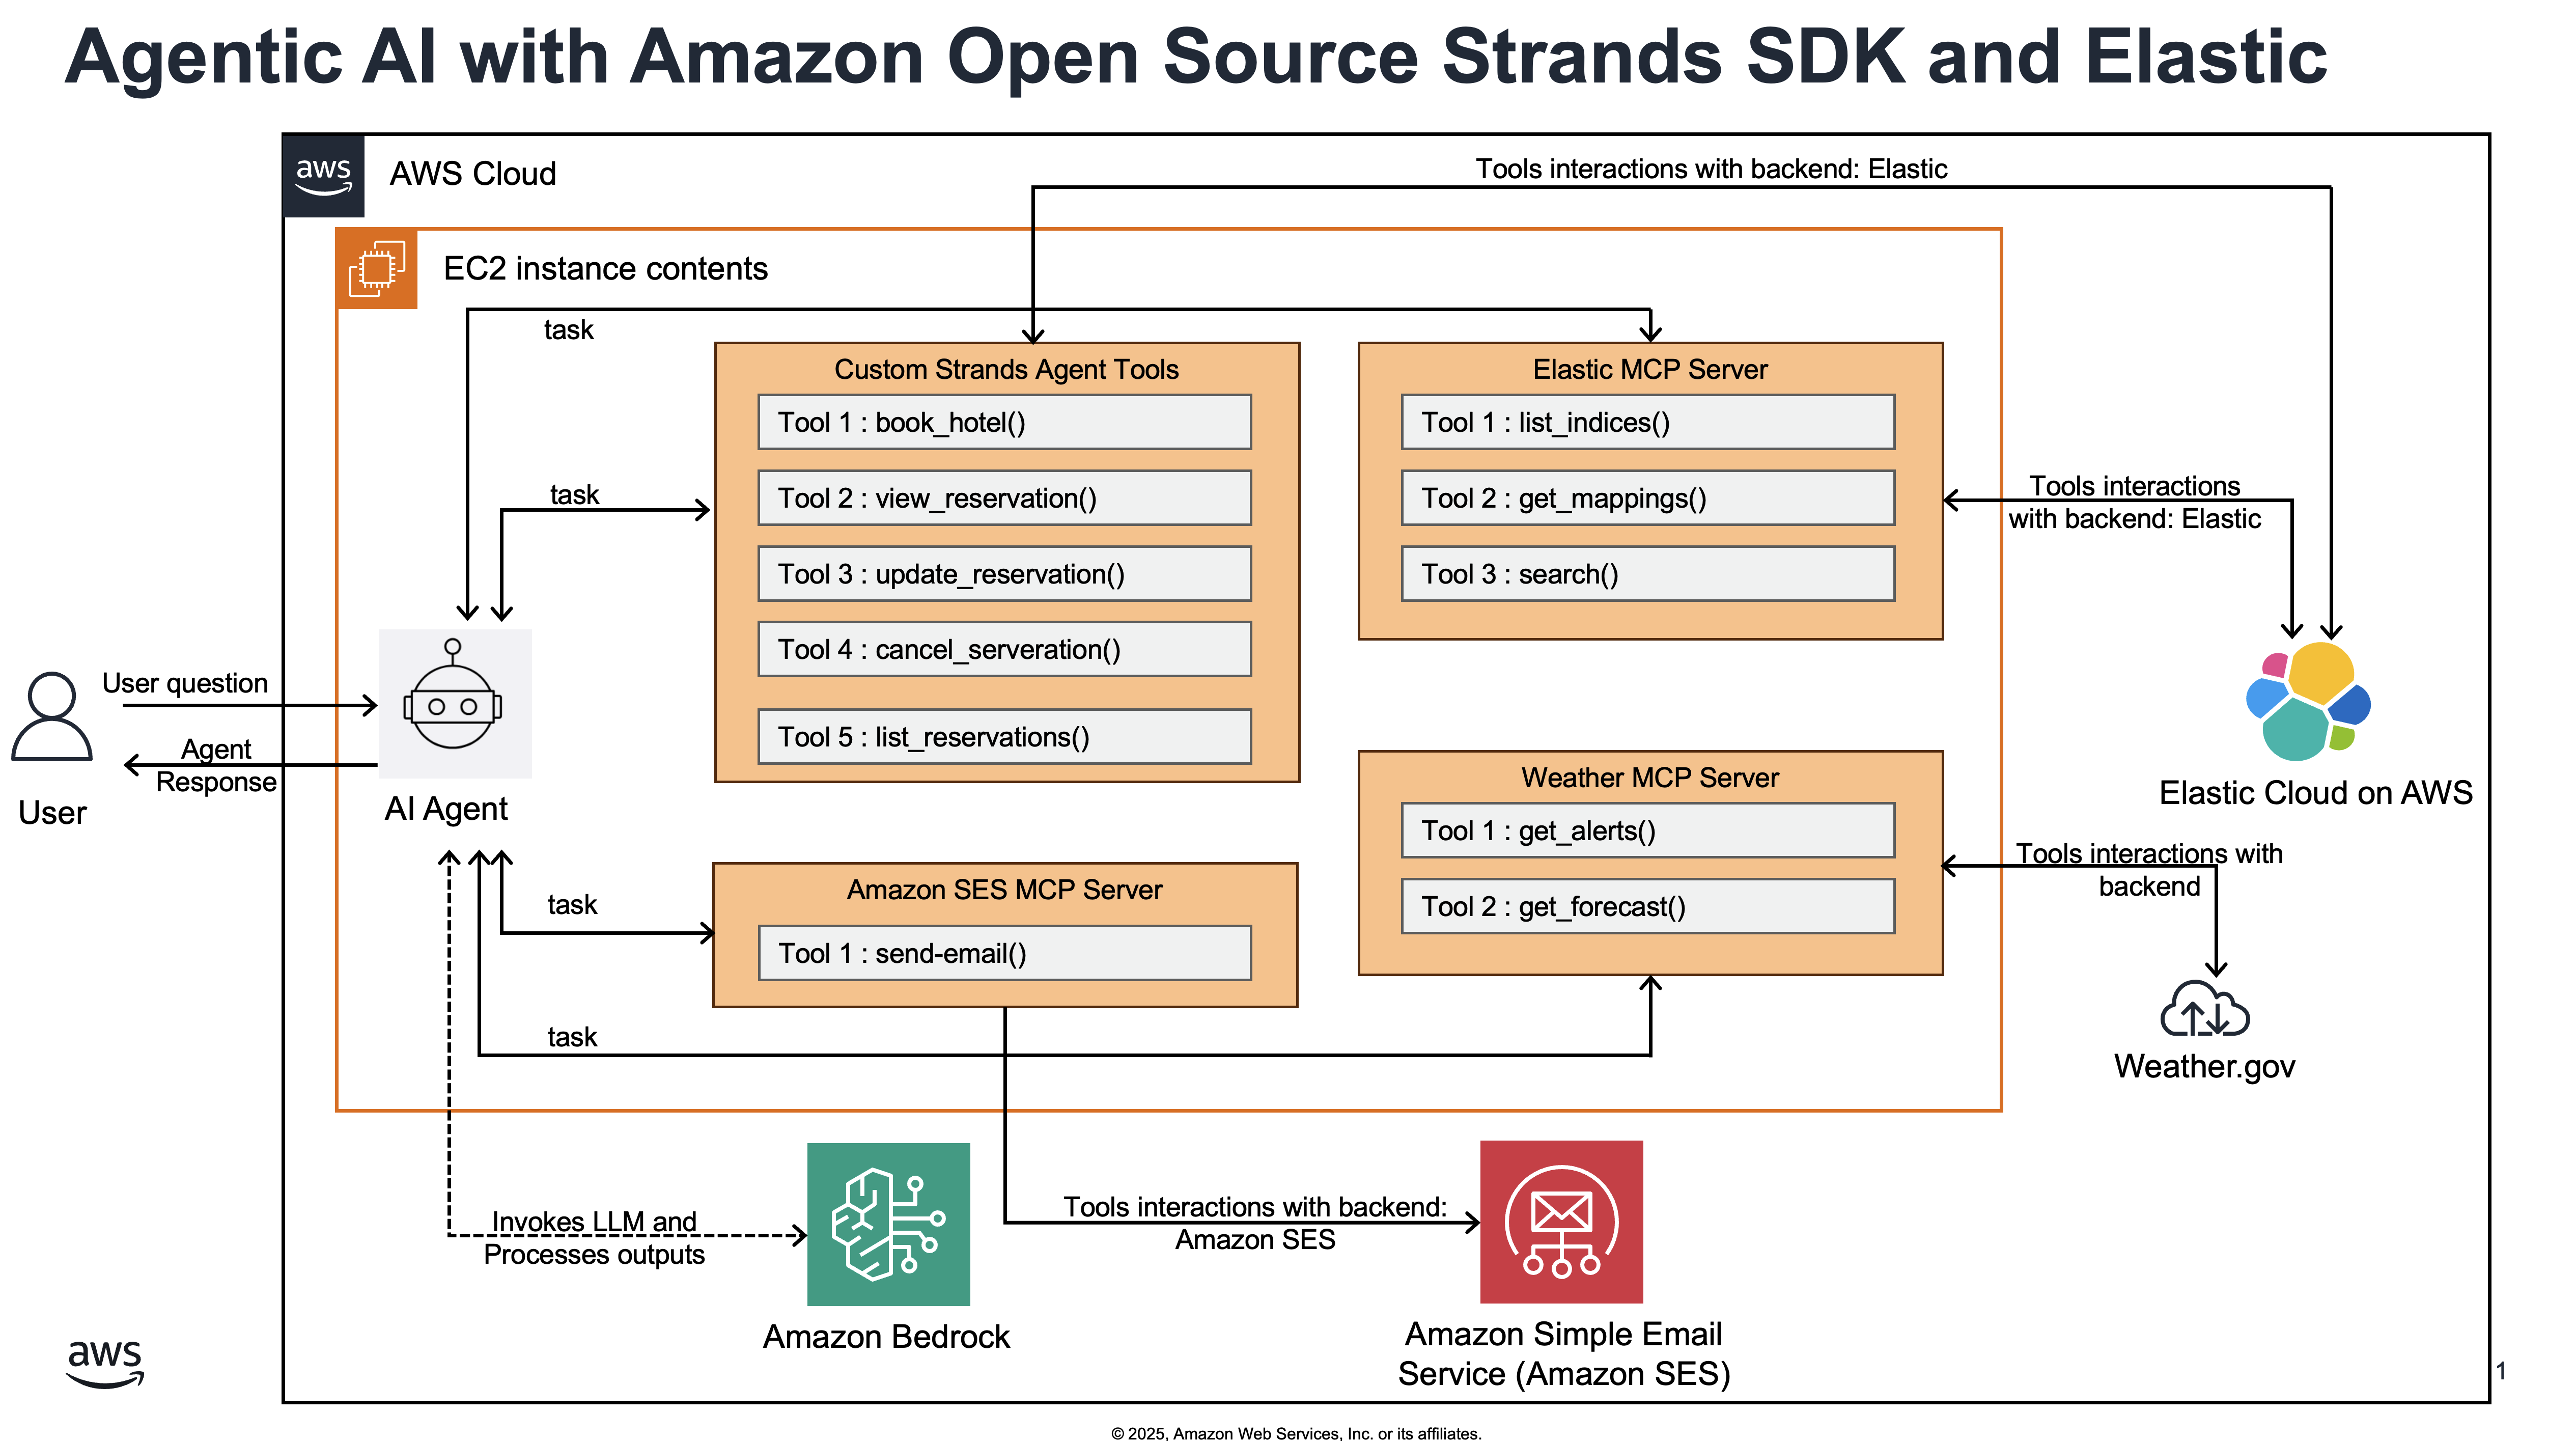 Agentic AI with Amazon Open Source Strands SDK and Elastic
aws
AWS Cloud
Tools interactions with backend: Elastic
EC2 instance contents
task
Custom Strands Agent Tools
Tool 1 : book_hotel()
Tool 2 : view_reservation()
Tool 3 : update_reservation()
Tool 4 : cancel_serveration()
Tool 5 : list_reservations()
Elastic MCP Server
Tool 1 : list_indices()
Tool 2 : get_mappings()
Tool 3 : search()
task
Tools interactions
with backend: Elastic
User question
Agent
Response
User
AI Agent
Elastic Cloud on AWS
Weather MCP Server
Tool 1 : get_alerts()
Tool 2 : get_forecast()
Tools interactions with
backend
Amazon SES MCP Server
Tool 1 : send-email()
task
task
Weather.gov
Invokes LLM and
Processes outputs
Tools interactions with backend:
Amazon SES
Amazon Bedrock
Amazon Simple Email
Service (Amazon SES)
aws
1
© 2025, Amazon Web Services, Inc. or its affiliates.